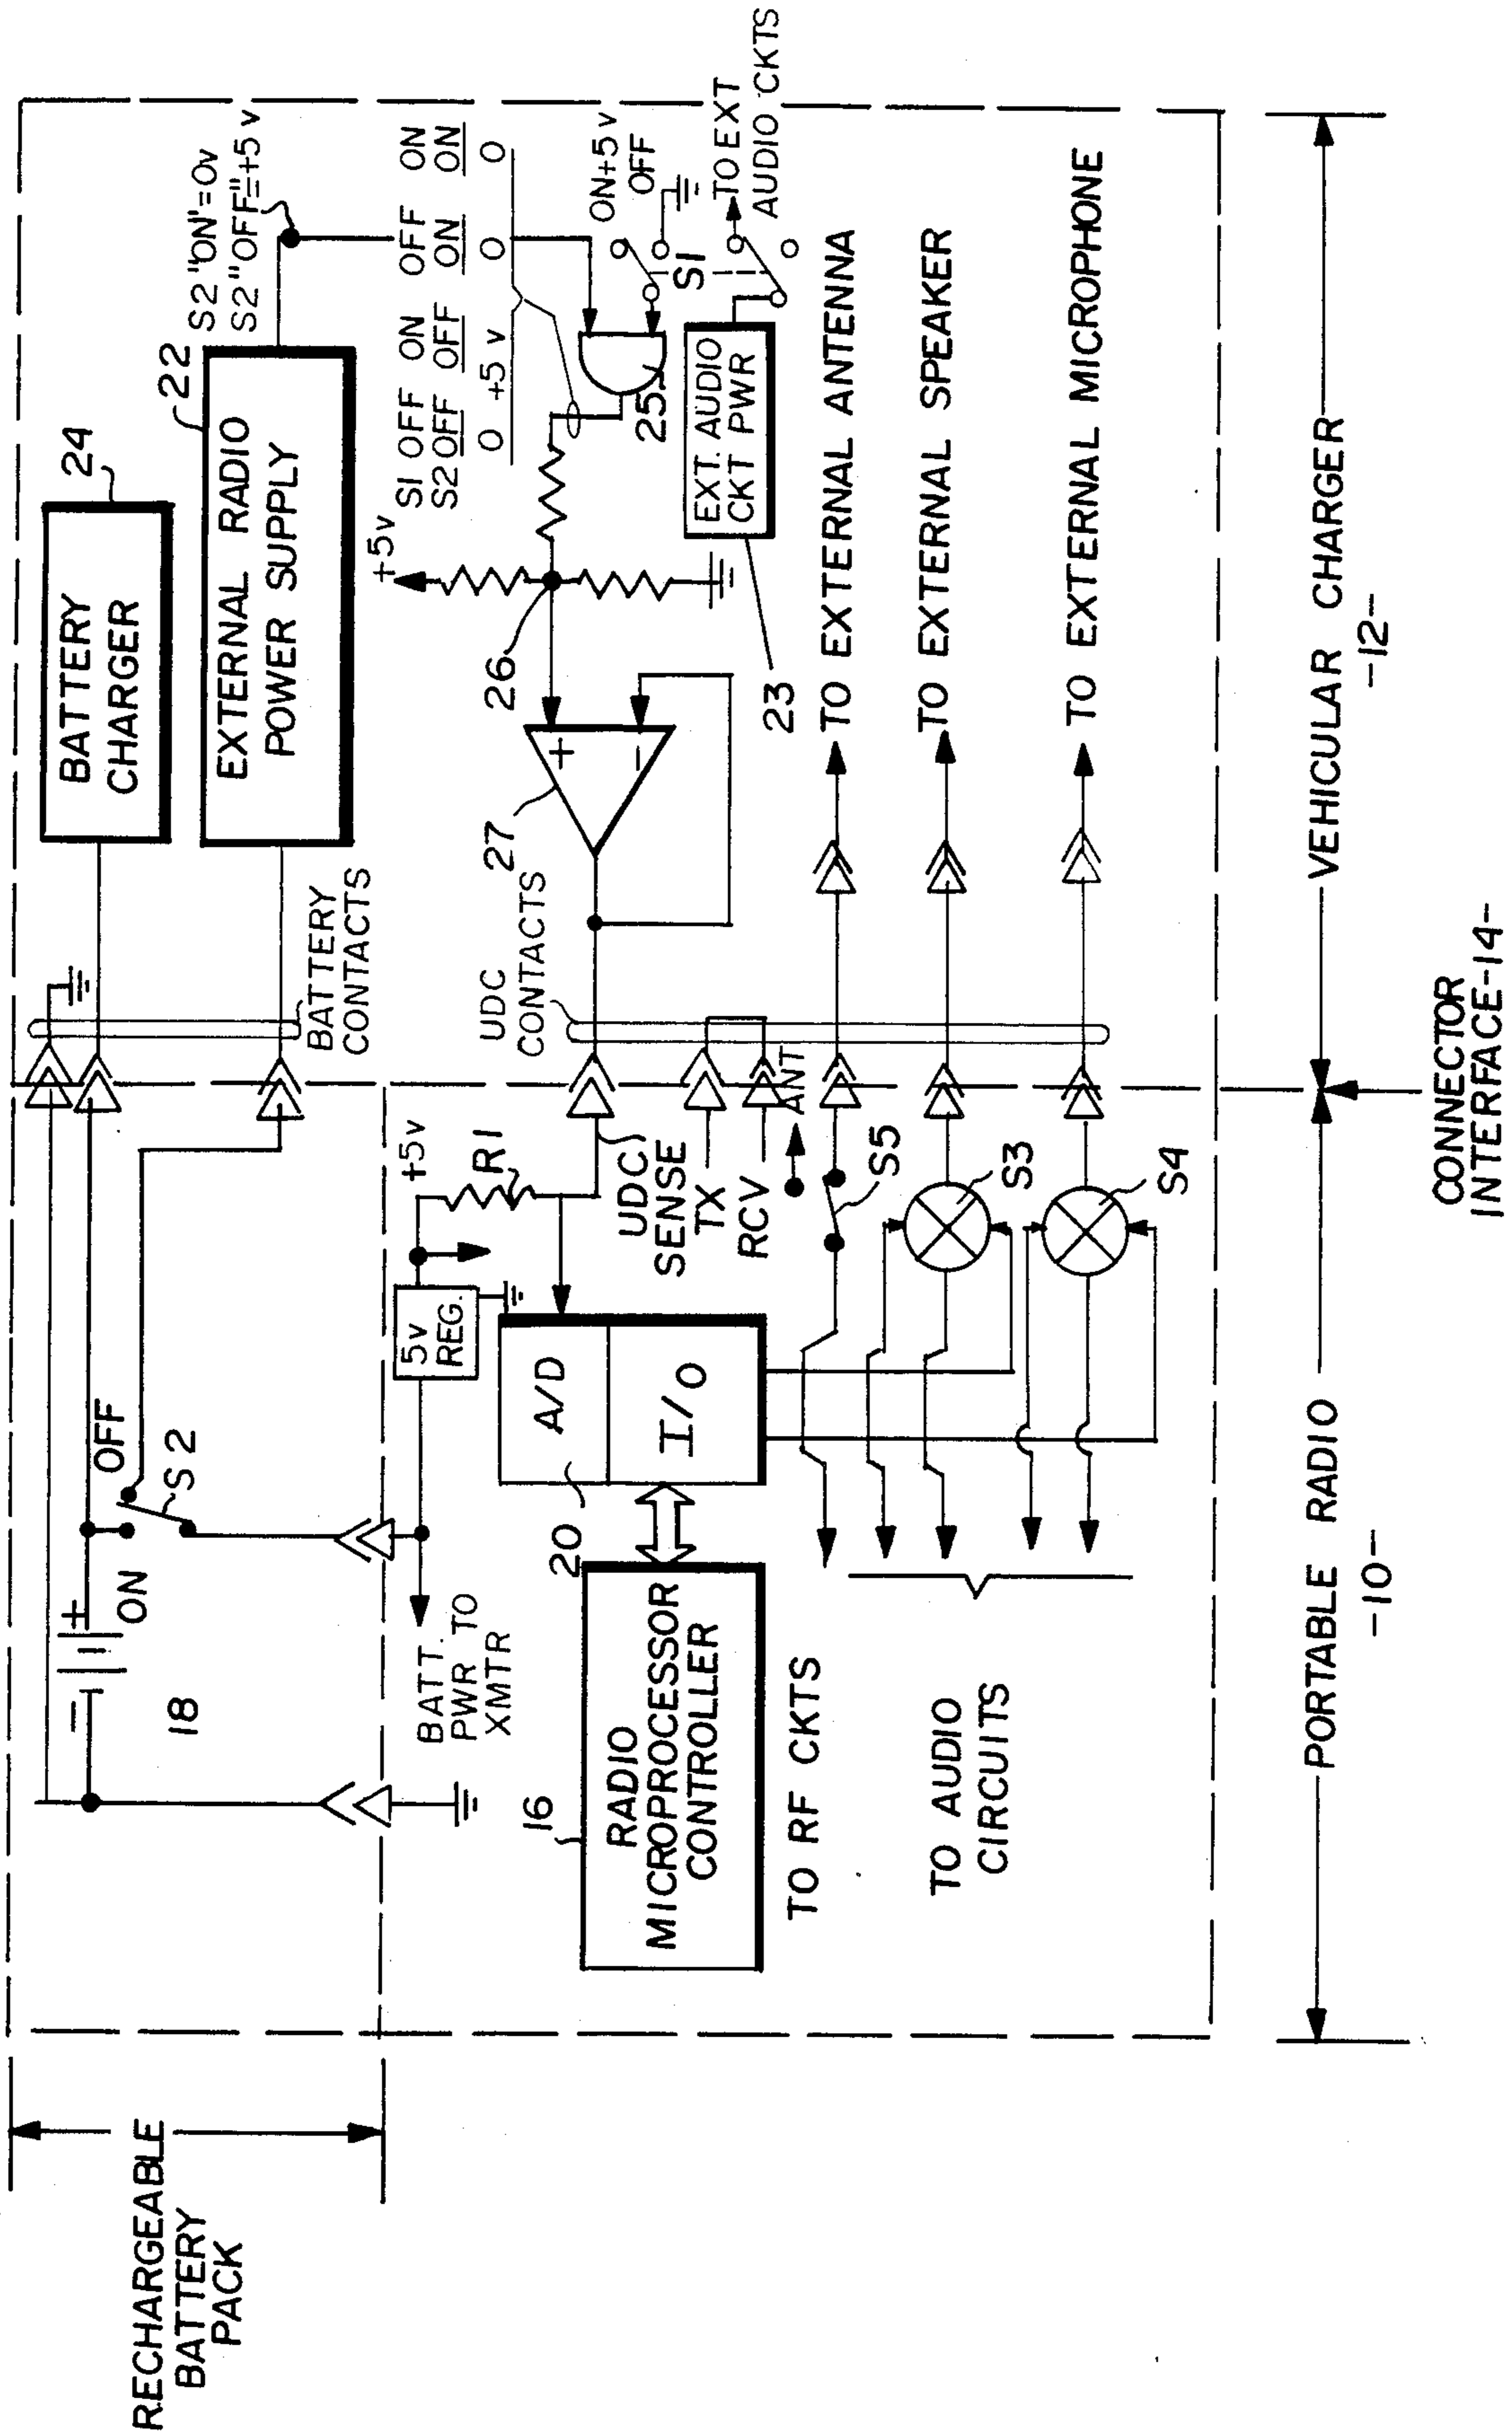 RECHARGEABLE
BATTERY
PACK
18
ON
OFF
S2
BATTERY
CONTACTS
BATTERY
CHARGER
24
EXTERNAL RADIO
POWER SUPPLY
22
S2 "ON"=0v
S2 "OFF"=+5v
BATT.
PWR TO
XMTR
5v
REG.
+5v
R1
UDC
SENSE
TX
RCV
ANT
UDC
CONTACTS
27
+
−
26
+5v
S1 OFF ON OFF ON
S2 OFF OFF ON ON
0 +5v 0 0
25
ON+5v
OFF
S1
EXT. AUDIO
CKT PWR
23
TO EXT
AUDIO CKTS
16
RADIO
MICROPROCESSOR
CONTROLLER
20
A/D
I/O
S5
S3
S4
TO RF CKTS
TO AUDIO
CIRCUITS
TO EXTERNAL ANTENNA
TO EXTERNAL SPEAKER
TO EXTERNAL MICROPHONE
PORTABLE RADIO
-10-
VEHICULAR CHARGER
-12-
CONNECTOR
INTERFACE-14-